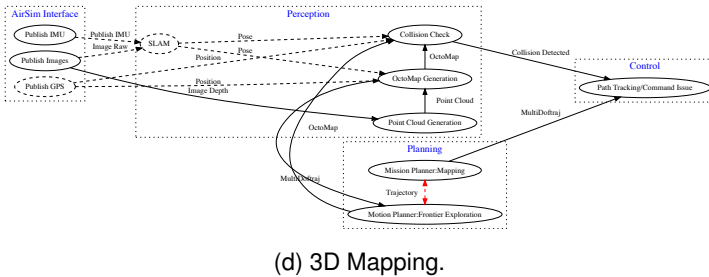 AirSim Interface
Publish IMU
Publish Images
Publish GPS
Publish IMU
Image Raw
Position
Position
Image Depth
Perception
SLAM
Pose
Pose
Collision Check
OctoMap
OctoMap Generation
Point Cloud
Point Cloud Generation
OctoMap
MultiDoftraj
Collision Detected
MultiDoftraj
Control
Path Tracking/Command Issue
Planning
Mission Planner:Mapping
Trajectory
Motion Planner:Frontier Exploration
(d) 3D Mapping.